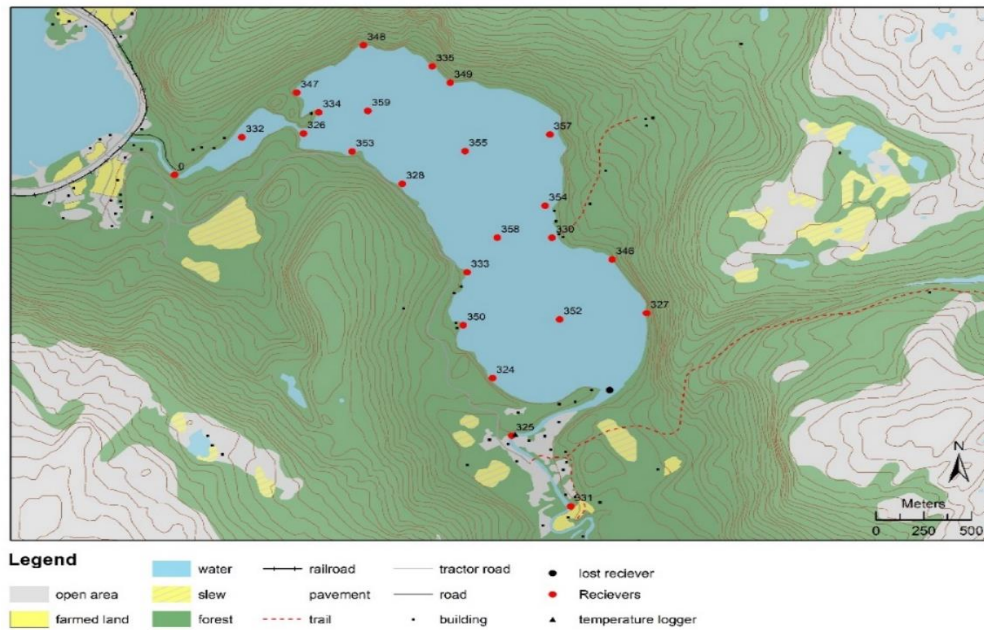 348
335
349
347
334
359
326
332
357
353
355
0
328
354
358
330
346
333
327
352
350
324
325
N
931
Meters
0 250 500
Legend
water
railroad
tractor road
lost reciever
open area
slew
pavement
road
Recievers
farmed land
forest
trail
building
temperature logger